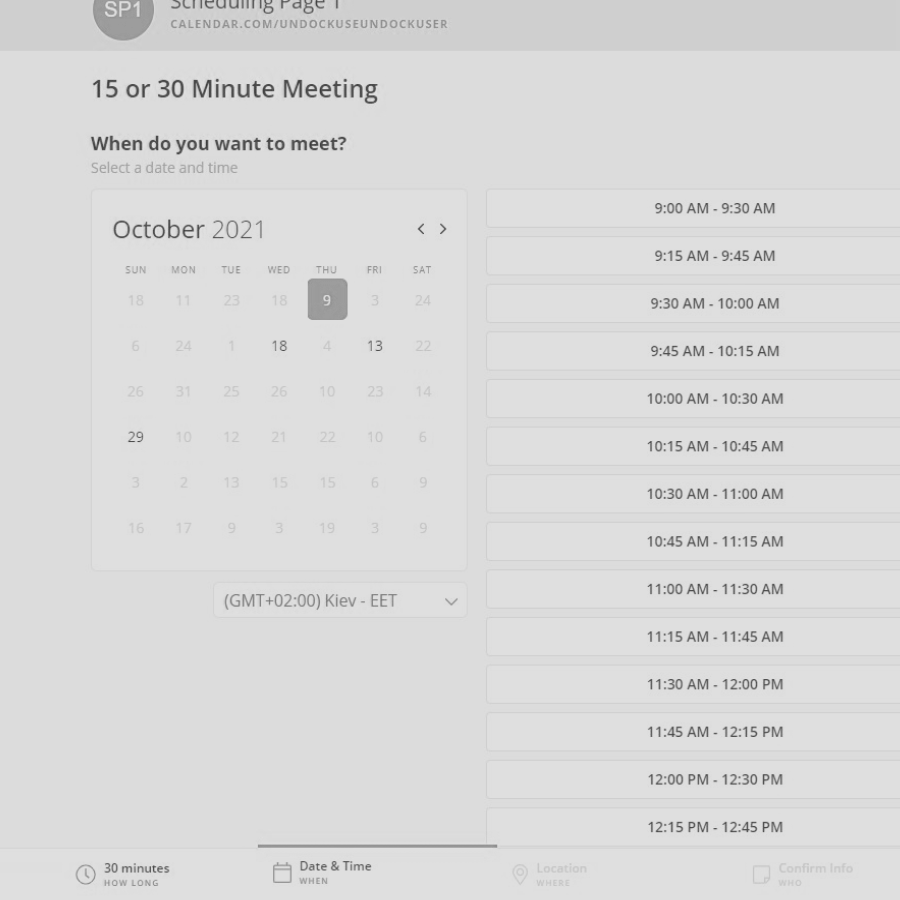 SP1
Scheduling Page 1
CALENDAR.COM/UNDOCKUSEUNDOCKUSER
15 or 30 Minute Meeting
When do you want to meet?
Select a date and time
October 2021
SUN MON TUE WED THU FRI SAT
18 11 23 18 9 3 24
6 24 1 18 4 13 22
26 31 25 26 10 23 14
29 10 12 21 22 10 6
3 2 13 15 15 6 9
16 17 9 3 19 3 9
(GMT+02:00) Kiev - EET
9:00 AM - 9:30 AM
9:15 AM - 9:45 AM
9:30 AM - 10:00 AM
9:45 AM - 10:15 AM
10:00 AM - 10:30 AM
10:15 AM - 10:45 AM
10:30 AM - 11:00 AM
10:45 AM - 11:15 AM
11:00 AM - 11:30 AM
11:15 AM - 11:45 AM
11:30 AM - 12:00 PM
11:45 AM - 12:15 PM
12:00 PM - 12:30 PM
12:15 PM - 12:45 PM
30 minutes
HOW LONG
Date & Time
WHEN
Location
WHERE
Confirm Info
WHO